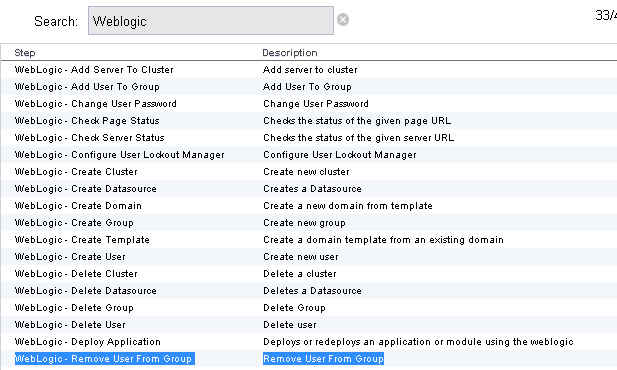 Search: Weblogic 33/
Step Description
WebLogic - Add Server To Cluster Add server to cluster
WebLogic - Add User To Group Add User To Group
WebLogic - Change User Password Change User Password
WebLogic - Check Page Status Checks the status of the given page URL
WebLogic - Check Server Status Checks the status of the given server URL
WebLogic - Configure User Lockout Manager Configure User Lockout Manager
WebLogic - Create Cluster Create new cluster
WebLogic - Create Datasource Creates a Datasource
WebLogic - Create Domain Create a new domain from template
WebLogic - Create Group Create new group
WebLogic - Create Template Create a domain template from an existing domain
WebLogic - Create User Create new user
WebLogic - Delete Cluster Delete a cluster
WebLogic - Delete Datasource Deletes a Datasource
WebLogic - Delete Group Delete Group
WebLogic - Delete User Delete user
WebLogic - Deploy Application Deploys or redeploys an application or module using the weblogic
WebLogic - Remove User From Group Remove User From Group